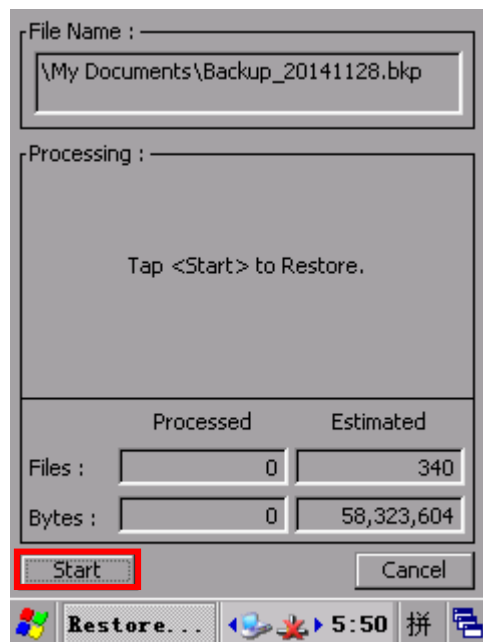 File Name :
\My Documents\Backup_20141128.bkp
Processing :
Tap <Start> to Restore.
Processed Estimated
Files : 0 340
Bytes : 0 58,323,604
Start Cancel
Restore... 5:50 拼